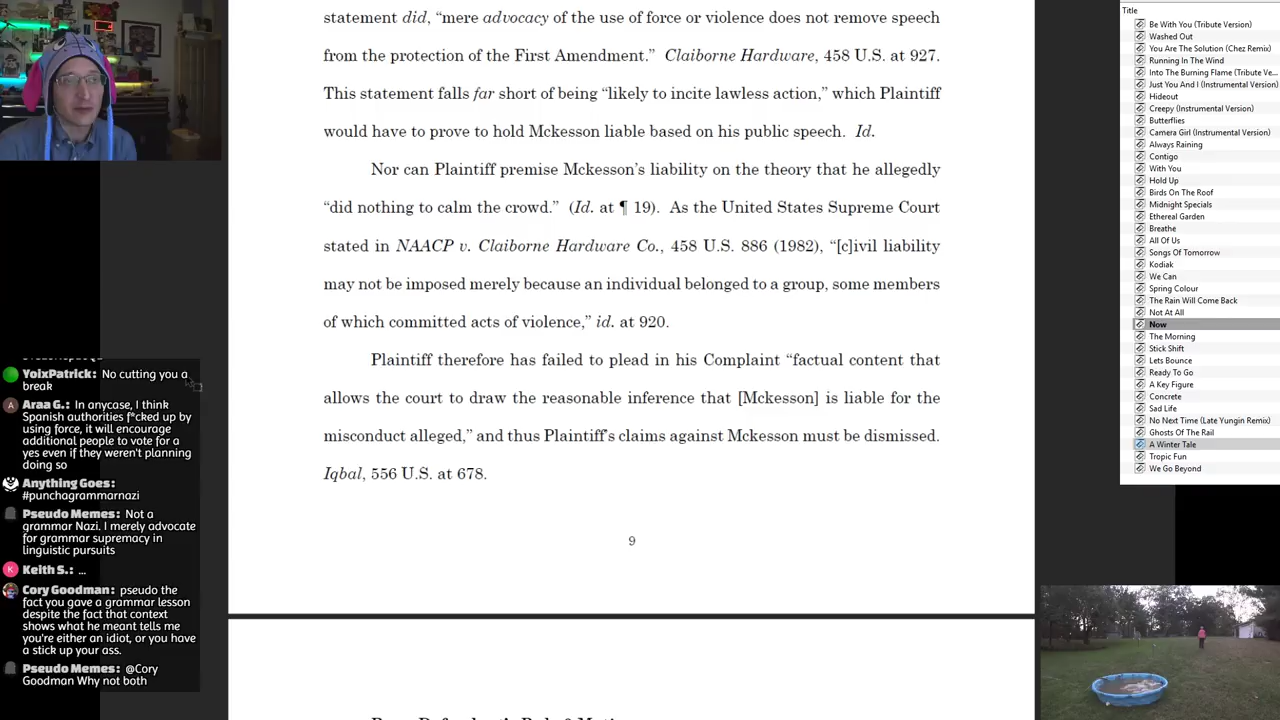 statement did, “mere advocacy of the use of force or violence does not remove speech
from the protection of the First Amendment.” Claiborne Hardware, 458 U.S. at 927.
This statement falls far short of being “likely to incite lawless action,” which Plaintiff
would have to prove to hold Mckesson liable based on his public speech. Id.
Nor can Plaintiff premise Mckesson’s liability on the theory that he allegedly
“did nothing to calm the crowd.” (Id. at ¶ 19). As the United States Supreme Court
stated in NAACP v. Claiborne Hardware Co., 458 U.S. 886 (1982), “[c]ivil liability
may not be imposed merely because an individual belonged to a group, some members
of which committed acts of violence,” id. at 920.
Plaintiff therefore has failed to plead in his Complaint “factual content that
allows the court to draw the reasonable inference that [Mckesson] is liable for the
misconduct alleged,” and thus Plaintiff’s claims against Mckesson must be dismissed.
Iqbal, 556 U.S. at 678.
9
YoixPatrick: No cutting you a
break
Araa G.: In anycase, I think
Spanish authorities f*cked up by
using force, it will encourage
additional people to vote for a
yes even if they weren't planning
doing so
Anything Goes:
#punchagrammarnazi
Pseudo Memes: Not a
grammar Nazi. I merely advocate
for grammar supremacy in
linguistic pursuits
Keith S.: ...
Cory Goodman: pseudo the
fact you gave a grammar lesson
despite the fact that context
shows what he meant tells me
you're either an idiot, or you have
a stick up your ass.
Pseudo Memes: @Cory
Goodman Why not both
Title
Be With You (Tribute Version)
Washed Out
You Are The Solution (Chez Remix)
Running In The Wind
Into The Burning Flame (Tribute Ve...
Just You And I (Instrumental Version)
Hideout
Creepy (Instrumental Version)
Butterflies
Camera Girl (Instrumental Version)
Always Raining
Contigo
With You
Hold Up
Birds On The Roof
Midnight Specials
Ethereal Garden
Breathe
All Of Us
Songs Of Tomorrow
Kodiak
We Can
Spring Colour
The Rain Will Come Back
Not At All
Now
The Morning
Stick Shift
Lets Bounce
Ready To Go
A Key Figure
Concrete
Sad Life
No Next Time (Late Yungin Remix)
Ghosts Of The Rail
A Winter Tale
Tropic Fun
We Go Beyond